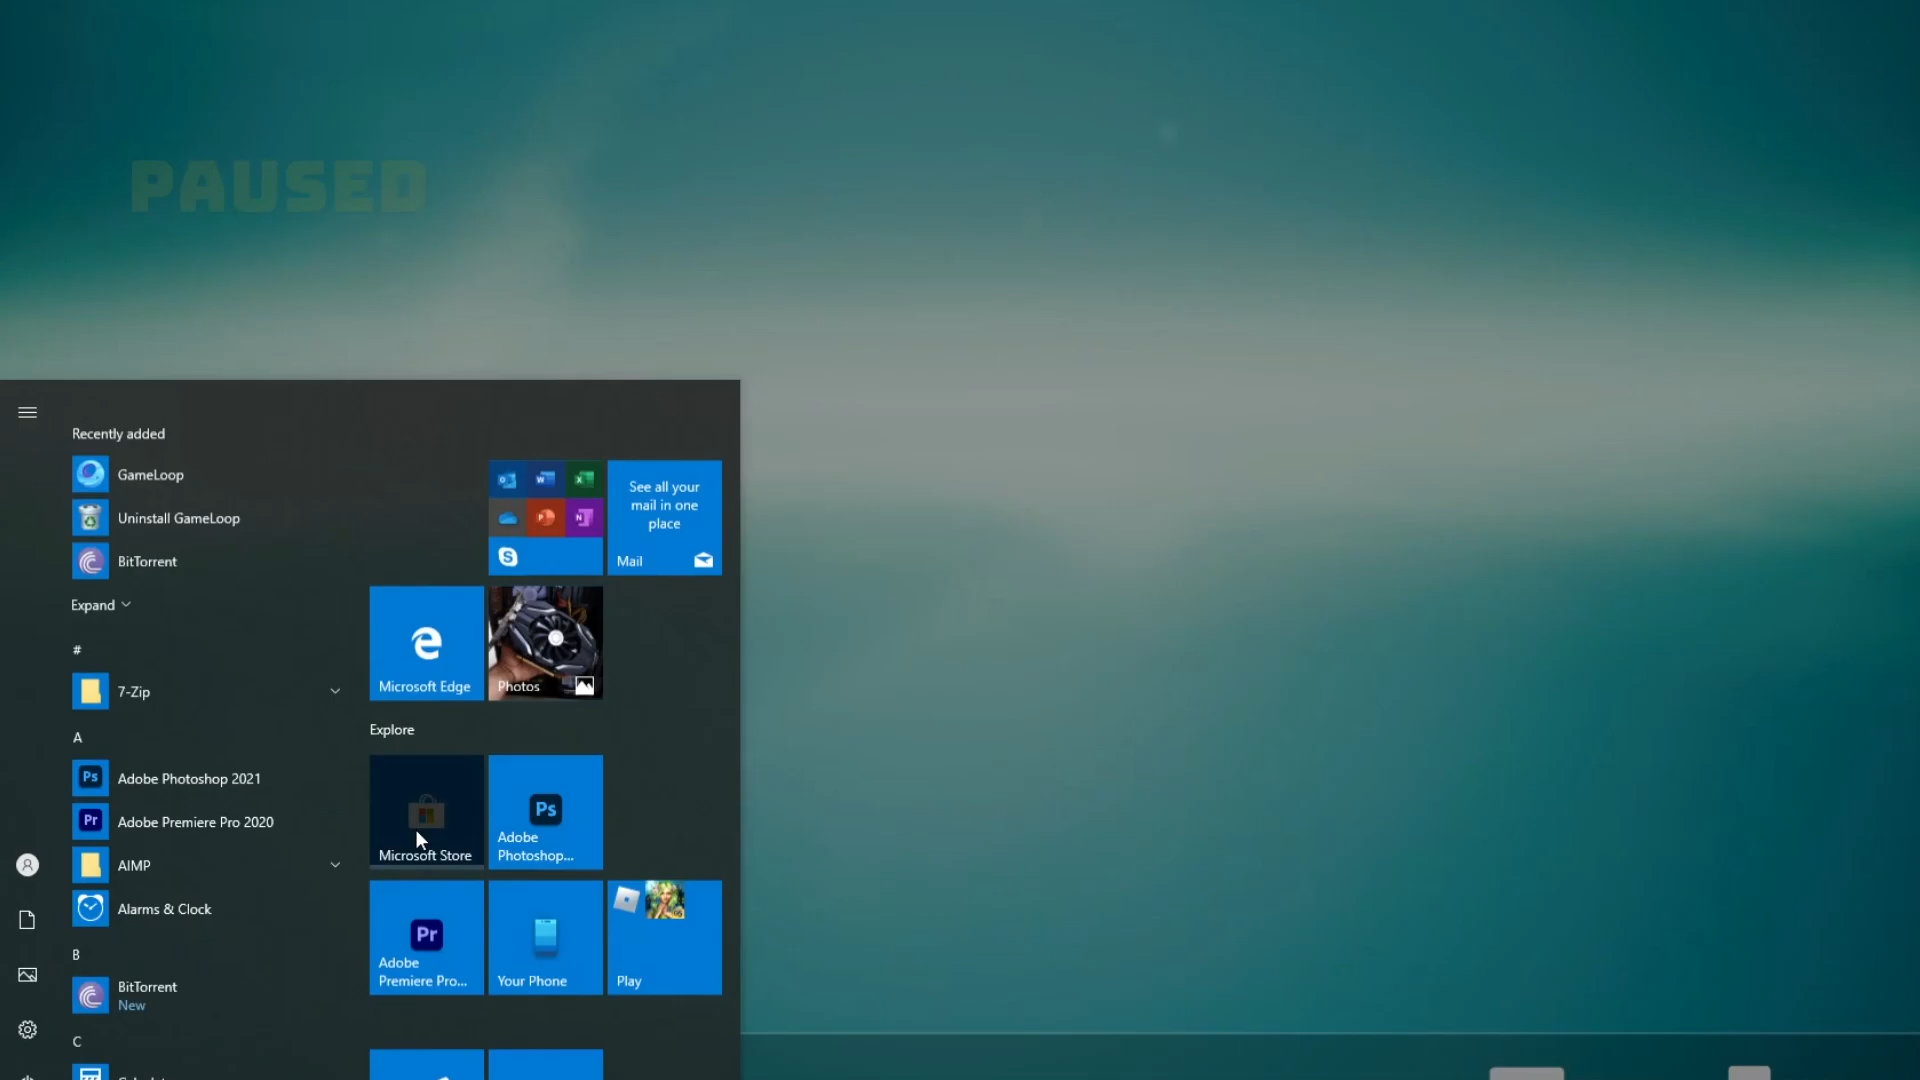 PAUSED
Recently added
GameLoop
Uninstall GameLoop
BitTorrent
Expand
#
7-Zip
A
Adobe Photoshop 2021
Adobe Premiere Pro 2020
AIMP
Alarms & Clock
B
BitTorrent
New
C
See all your
mail in one
place
Mail
Microsoft Edge
Photos
Explore
Microsoft Store
Ps
Adobe
Photoshop...
Pr
Adobe
Premiere Pro...
Your Phone
Play